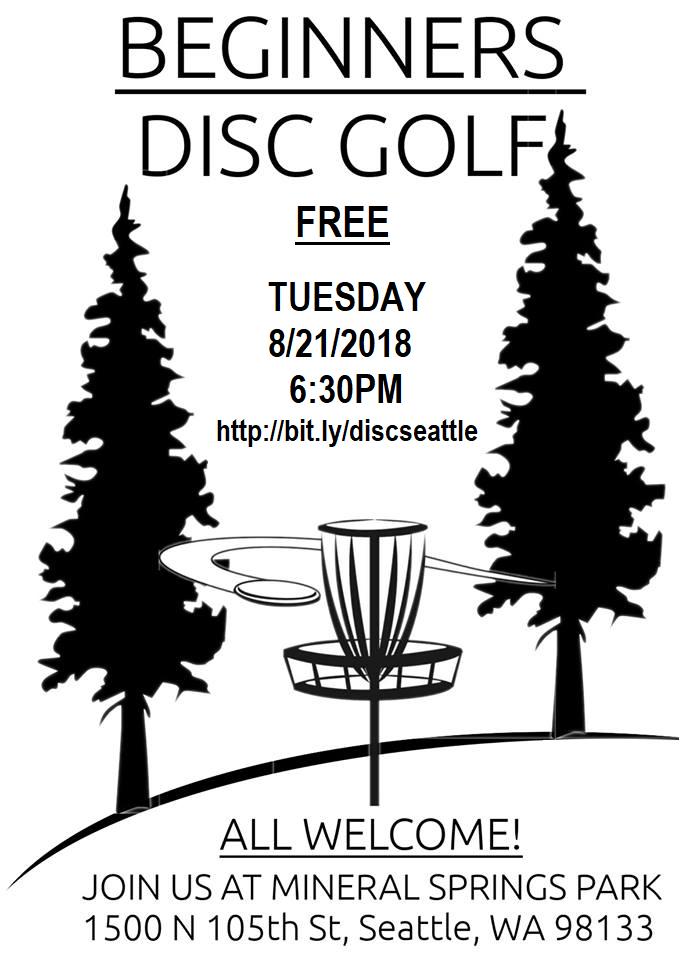 BEGINNERS
DISC GOLF
FREE
TUESDAY
8/21/2018
6:30PM
http://bit.ly/discseattle
ALL WELCOME!
JOIN US AT MINERAL SPRINGS PARK
1500 N 105th St, Seattle, WA 98133